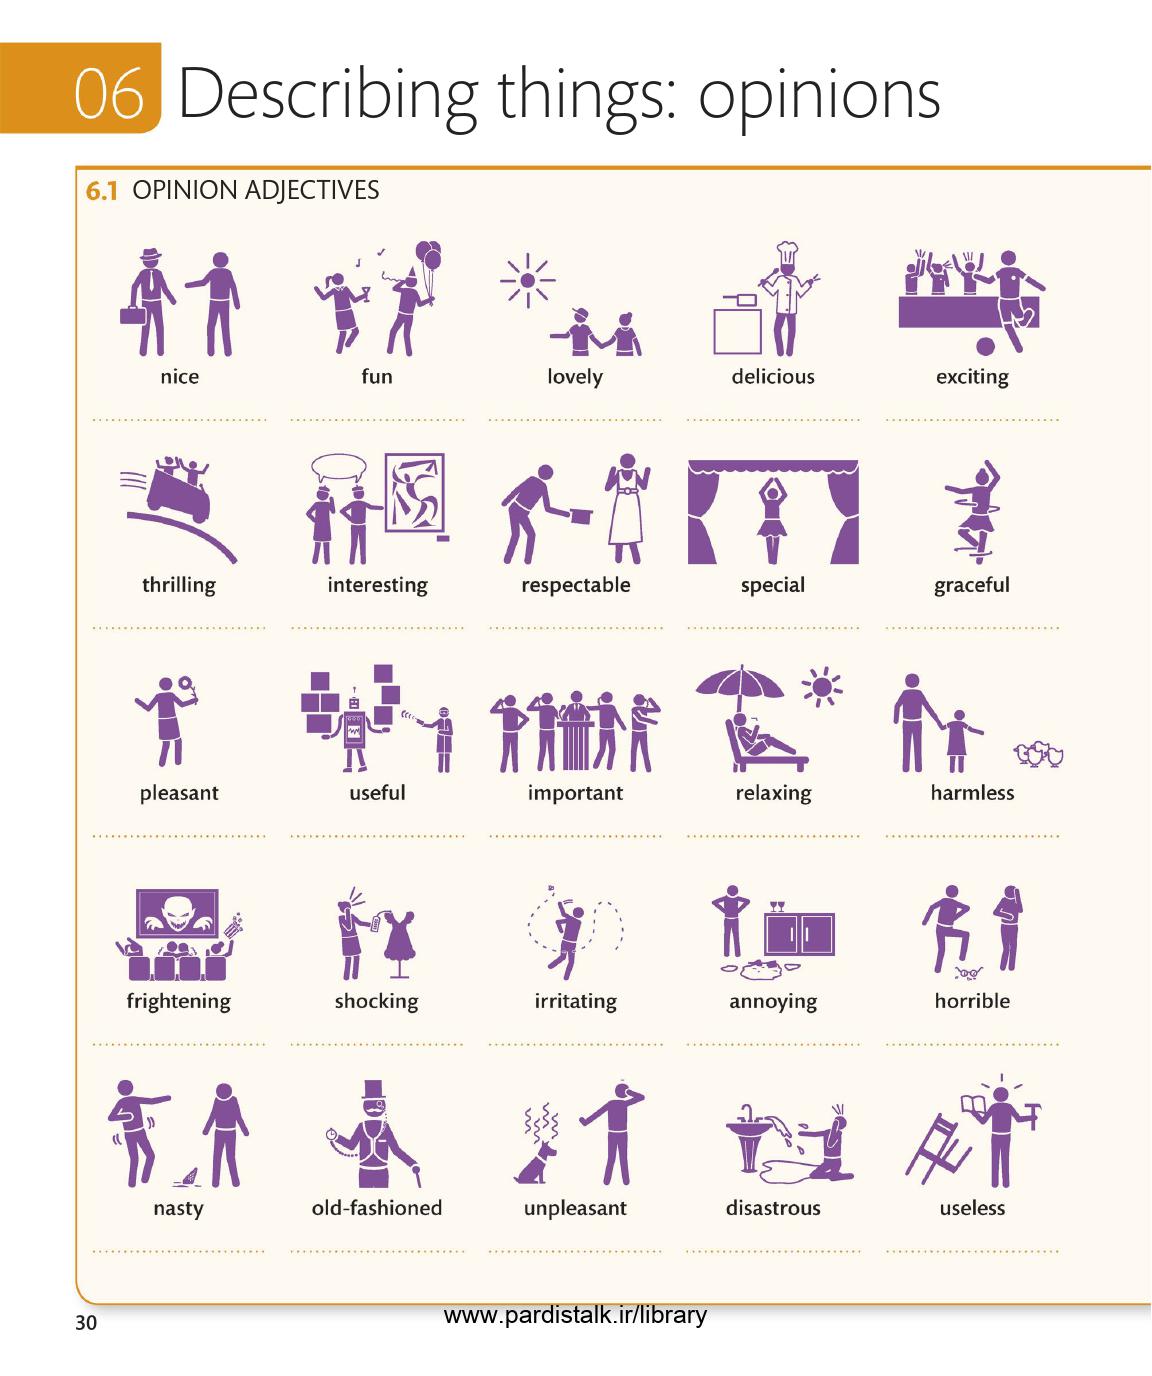 06 Describing things: opinions
6.1 OPINION ADJECTIVES
nice fun lovely delicious exciting
thrilling interesting respectable special graceful
pleasant useful important relaxing harmless
frightening shocking irritating annoying horrible
nasty old-fashioned unpleasant disastrous useless
30 www.pardistalk.ir/library